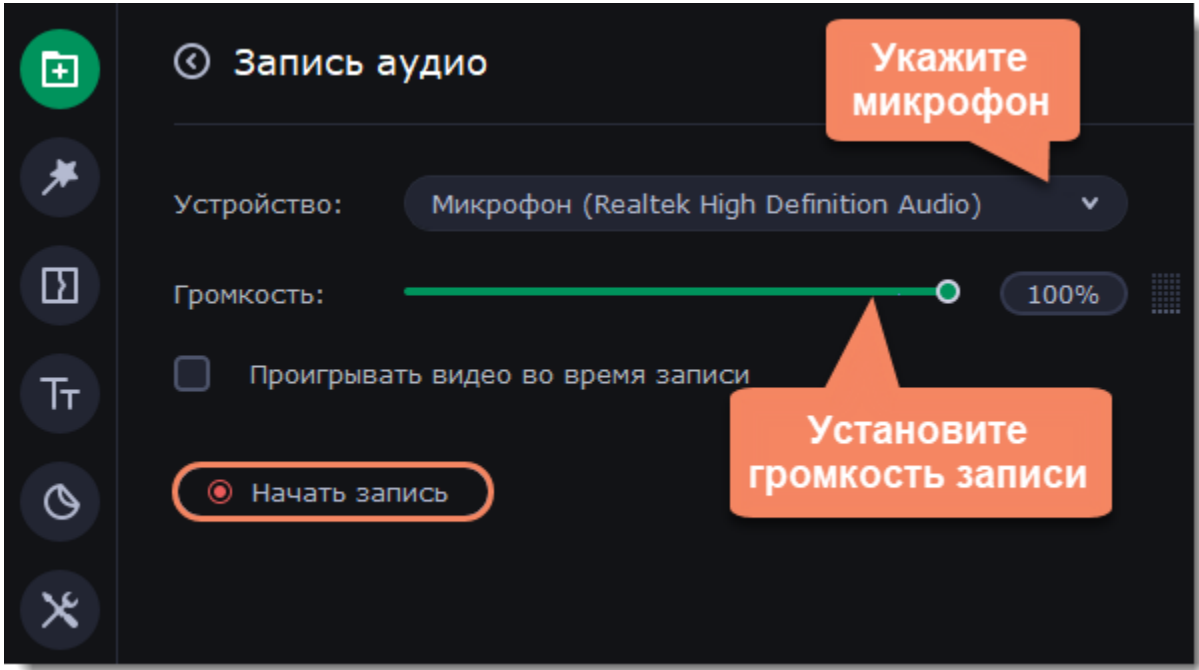 Запись аудио
Укажите
микрофон
Устройство:
Микрофон (Realtek High Definition Audio)
Громкость:
100%
Проигрывать видео во время записи
Установите
громкость записи
Начать запись
Тт